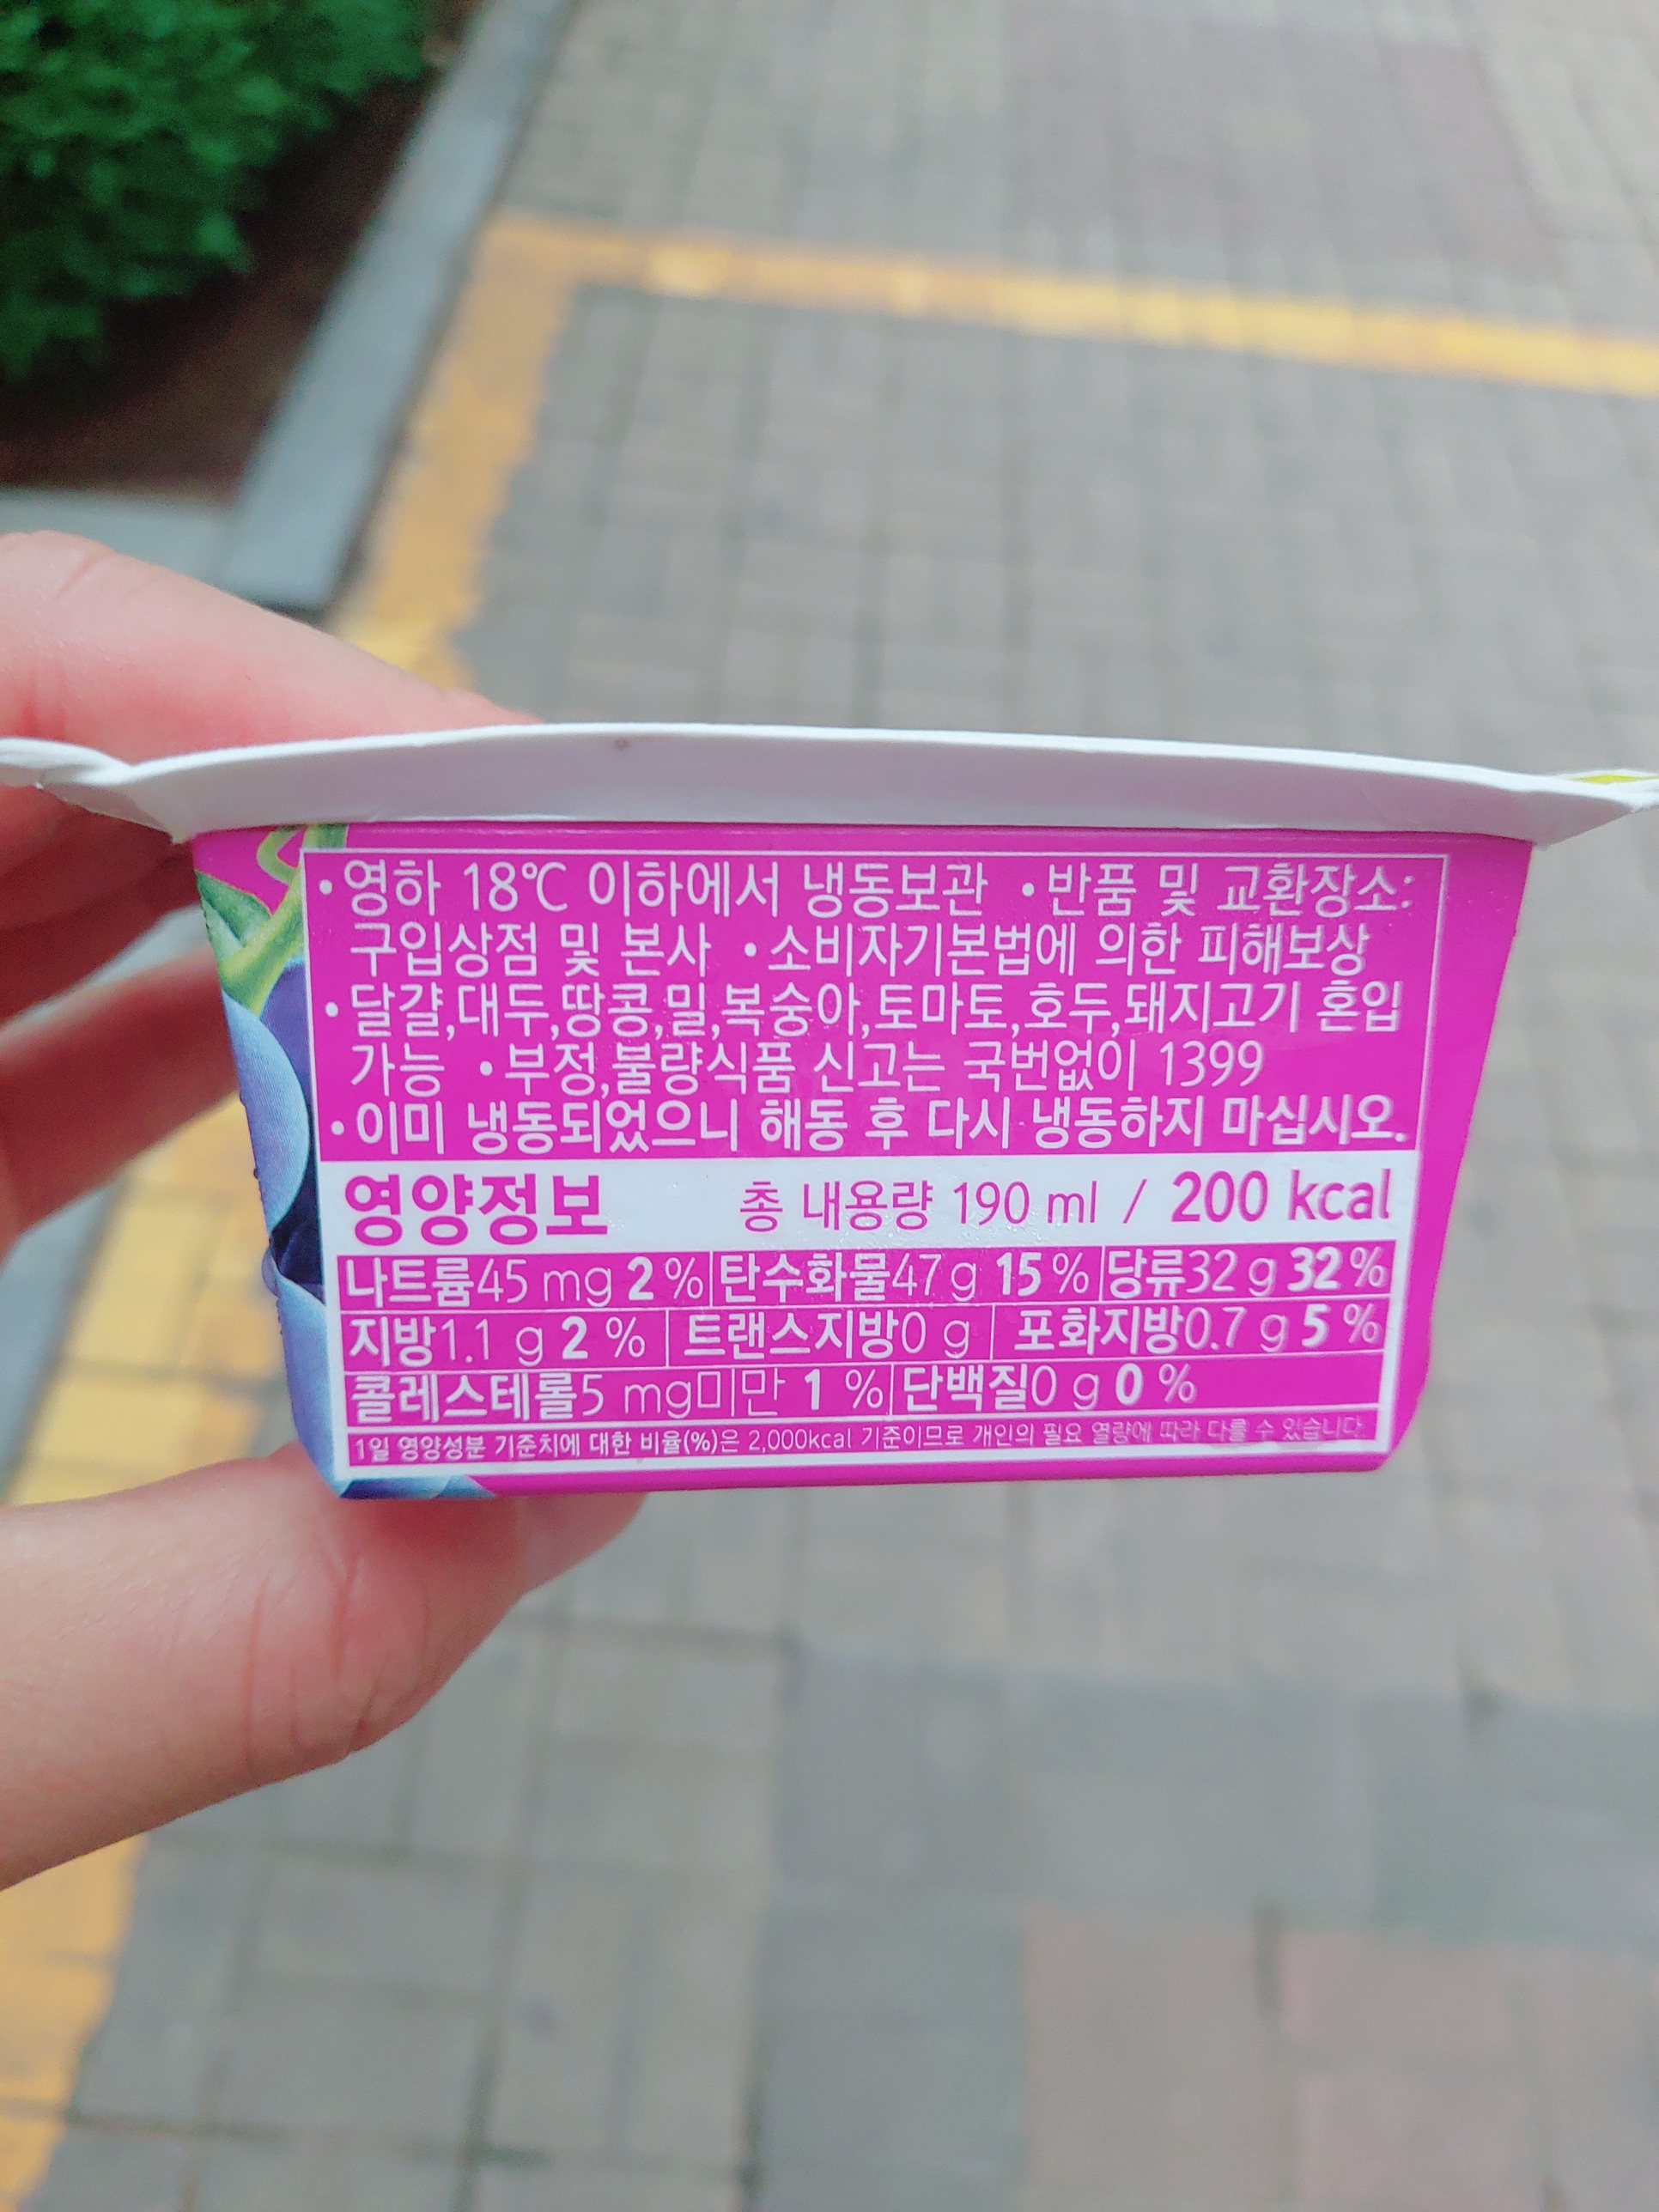 •영하 18℃ 이하에서 냉동보관 •반품 및 교환장소:
구입상점 및 본사 •소비자기본법에 의한 피해보상
•달걀,대두,땅콩,밀,복숭아,토마토,호두,돼지고기 혼입
가능 •부정,불량식품 신고는 국번없이 1399
•이미 냉동되었으니 해동 후 다시 냉동하지 마십시오.
영양정보 총 내용량 190 ml / 200 kcal
나트륨45 mg 2 % 탄수화물47 g 15 % 당류32 g 32 %
지방1.1 g 2 % 트랜스지방0 g 포화지방0.7 g 5 %
콜레스테롤5 mg미만 1 % 단백질0 g 0 %
1일 영양성분 기준치에 대한 비율(%)은 2,000kcal 기준이므로 개인의 필요 열량에 따라 다를 수 있습니다.